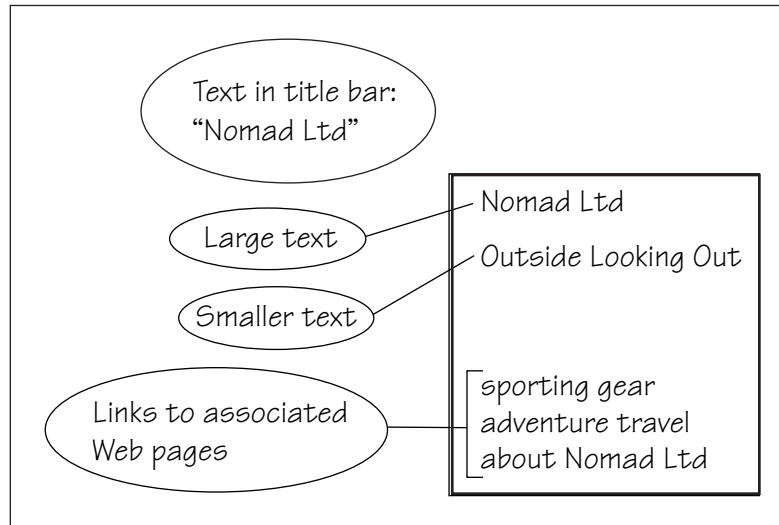 Text in title bar:
“Nomad Ltd”
Large text
Smaller text
Links to associated
Web pages
Nomad Ltd
Outside Looking Out
sporting gear
adventure travel
about Nomad Ltd